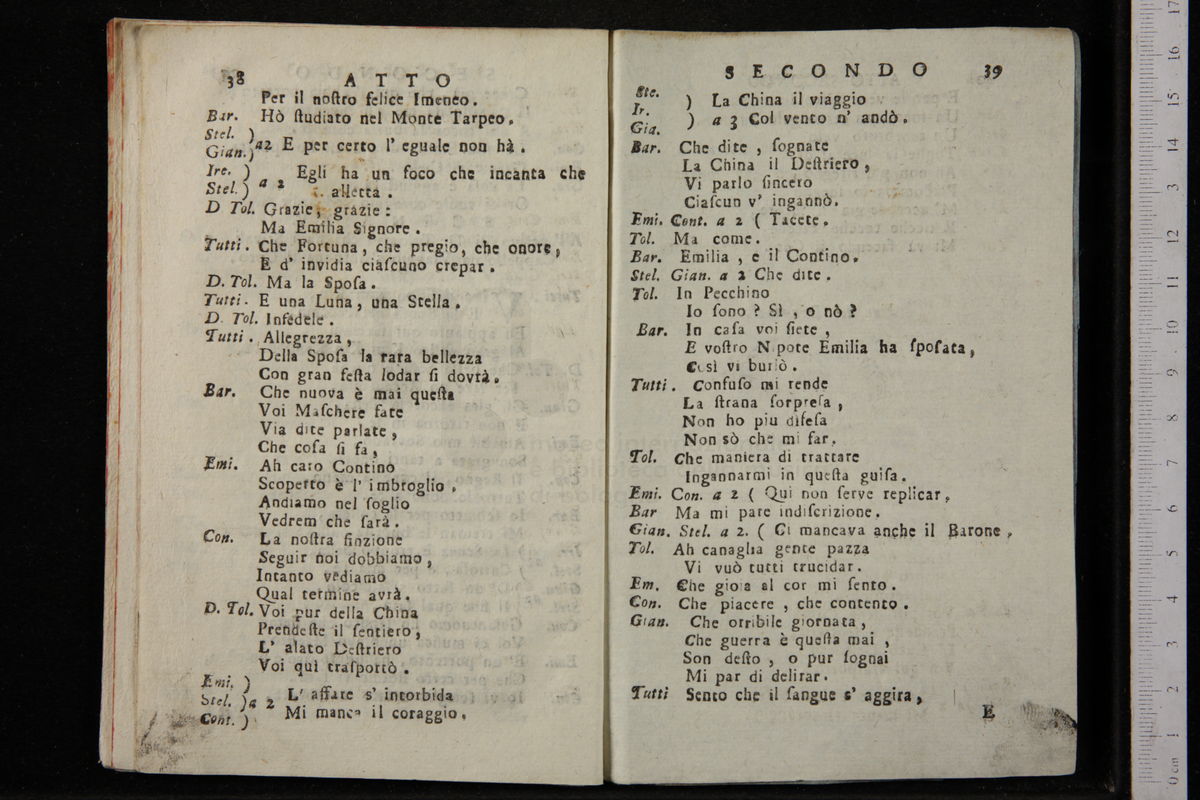 38 ATTO
Per il noſtro felice Imeneo.
Bar. Hò ſtudiato nel Monte Tarpeo.
Stel. )
Gian. ) a2 E per certo l' eguale non hà.
Ire. ) Egli ha un foco che incanta che
Stel. ) a 2 alletta.
D Tol. Grazie, grazie:
Ma Emilia Signore.
Tutti. Che Fortuna, che pregio, che onore,
E d' invidia ciaſcuno crepar.
D. Tol. Ma la Spoſa.
Tutti. E una Luna, una Stella.
D. Tol. Infedele.
Tutti. Allegrezza,
Della Spoſa la rara bellezza
Con gran feſta lodar ſi dovrà.
Bar. Che nuova è mai queſta
Voi Maſchere fate
Via dite parlate,
Che coſa ſi fa,
Emi. Ah caro Contino
Scoperto è l' imbroglio,
Andiamo nel ſoglio
Vedrem che ſarà.
Con. La noſtra finzione
Seguir noi dobbiamo,
Intanto vediamo
Qual termine avrà.
D. Tol. Voi pur della China
Prendeſte il ſentiero,
L' alato Deſtriero
Voi quì traſportò.
Emi. )
Stel. ) a 2 L' affare s' intorbida
Cont. ) Mi manca il coraggio,
SECONDO 39
Ste. ) La China il viaggio
Ir.
Gia. ) a 3 Col vento n' andò.
Bar. Che dite, ſognate
La China il Deſtriero,
Vi parlo ſincero
Ciaſcun v' ingannò.
Emi. Cont. a 2 ( Tacete.
Tol. Ma come.
Bar. Emilia, e il Contino.
Stel. Gian. a 2 Che dite.
Tol. In Pecchino
Io ſono? Sì, o nò?
Bar. In caſa voi ſiete,
E voſtro Nipote Emilia ha ſpoſata,
Così vi burlò.
Tutti. Confuſo mi rende
La ſtrana ſorpreſa,
Non ho piu difeſa
Non sò che mi far.
Tol. Che maniera di trattare
Ingannarmi in queſta guiſa.
Emi. Con. a 2 ( Qui non ſerve replicar,
Bar Ma mi pare indiſcrizione.
Gian. Stel. a 2. ( Ci mancava anche il Barone,
Tol. Ah canaglia gente pazza
Vi vuò tutti trucidar.
Em. Che gioia al cor mi ſento.
Con. Che piacere, che contento.
Gian. Che orribile giornata,
Che guerra è queſta mai,
Son deſto, o pur ſognai
Mi par di delirar.
Tutti Sento che il ſangue s' aggira,
E